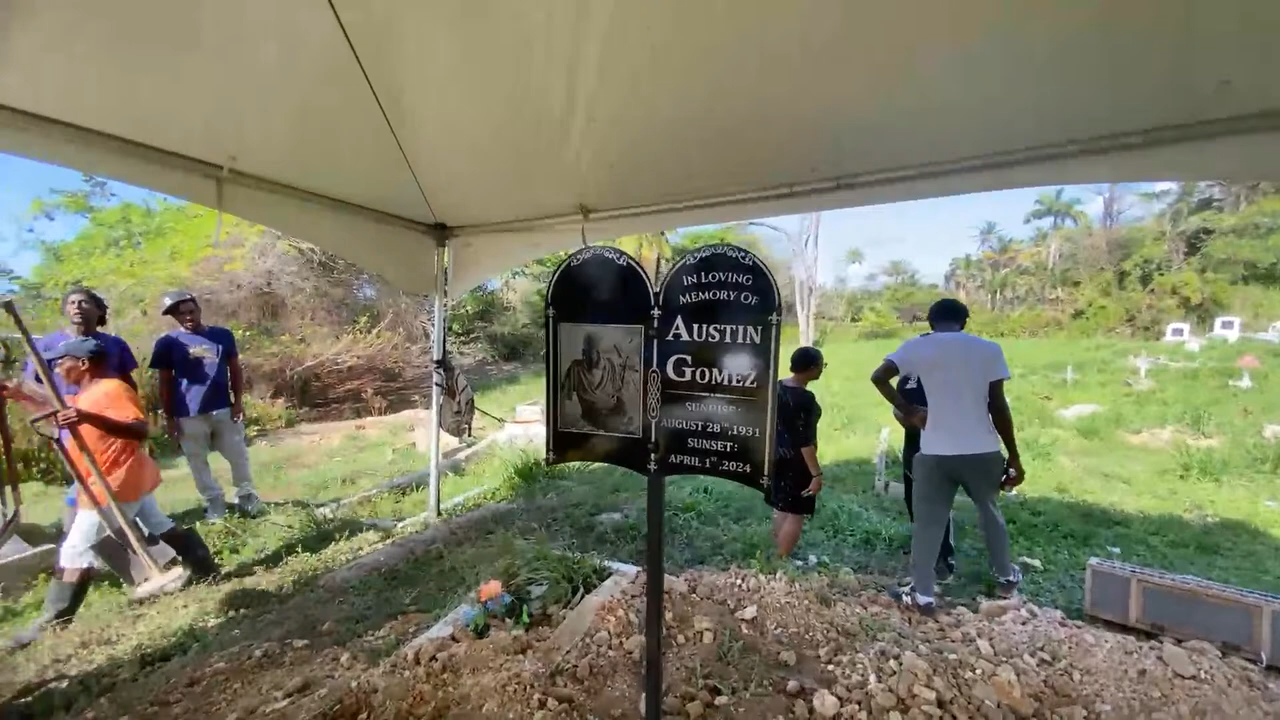 IN LOVING
MEMORY OF
AUSTIN
GOMEZ
SUNRISE:
AUGUST 28TH,1931
SUNSET:
APRIL 1ST,2024